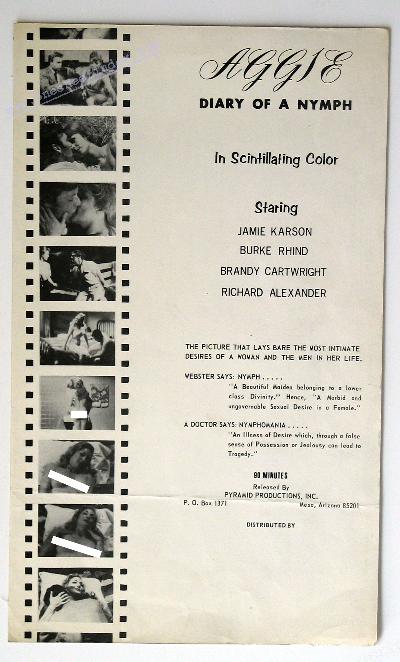 AGGIE
DIARY OF A NYMPH
In Scintillating Color
Staring
JAMIE KARSON
BURKE RHIND
BRANDY CARTWRIGHT
RICHARD ALEXANDER
THE PICTURE THAT LAYS BARE THE MOST INTIMATE
DESIRES OF A WOMAN AND THE MEN IN HER LIFE.
WEBSTER SAYS: NYMPH . . . . .
"A Beautiful Maiden belonging to a lower
class Divinity." Hence, "A Morbid and
ungovernable Sexual Desire in a Female."
A DOCTOR SAYS: NYMPHOMANIA . . . . .
"An Illness of Desire which, through a false
sense of Possession or Jealousy can lead to
Tragedy."
80 MINUTES
Released By
PYRAMID PRODUCTIONS, INC.
P. O. Box 1371 Mesa, Arizona 85201
DISTRIBUTED BY